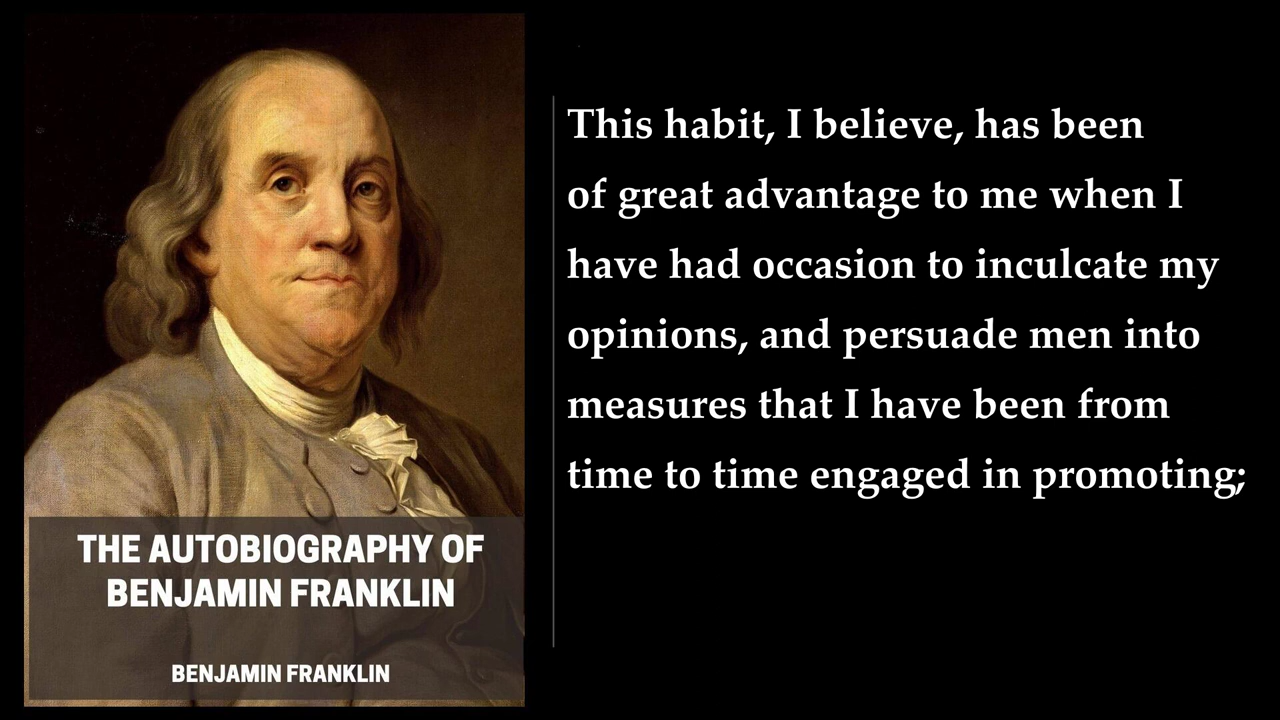 THE AUTOBIOGRAPHY OF
BENJAMIN FRANKLIN
BENJAMIN FRANKLIN
This habit, I believe, has been
of great advantage to me when I
have had occasion to inculcate my
opinions, and persuade men into
measures that I have been from
time to time engaged in promoting;